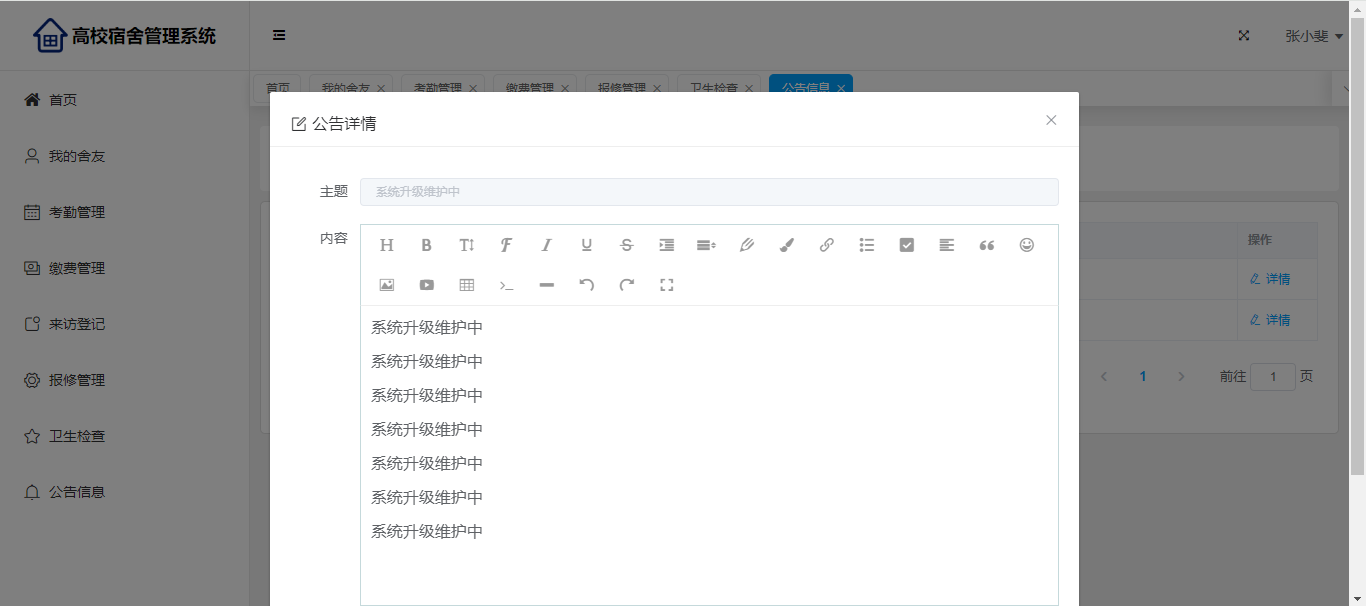 高校宿舍管理系统
张小斐
首页
我的舍友
考勤管理
缴费管理
来访登记
报修管理
卫生检查
公告信息
首页 我的舍友 考勤管理 缴费管理 报修管理 卫生检查 公告信息
公告详情
主题 系统升级维护中
内容
系统升级维护中
系统升级维护中
系统升级维护中
系统升级维护中
系统升级维护中
系统升级维护中
系统升级维护中
操作
详情
详情
1 前往 1 页